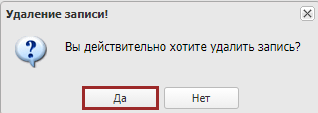 Удаление записи!
Вы действительно хотите удалить запись?
Да
Нет